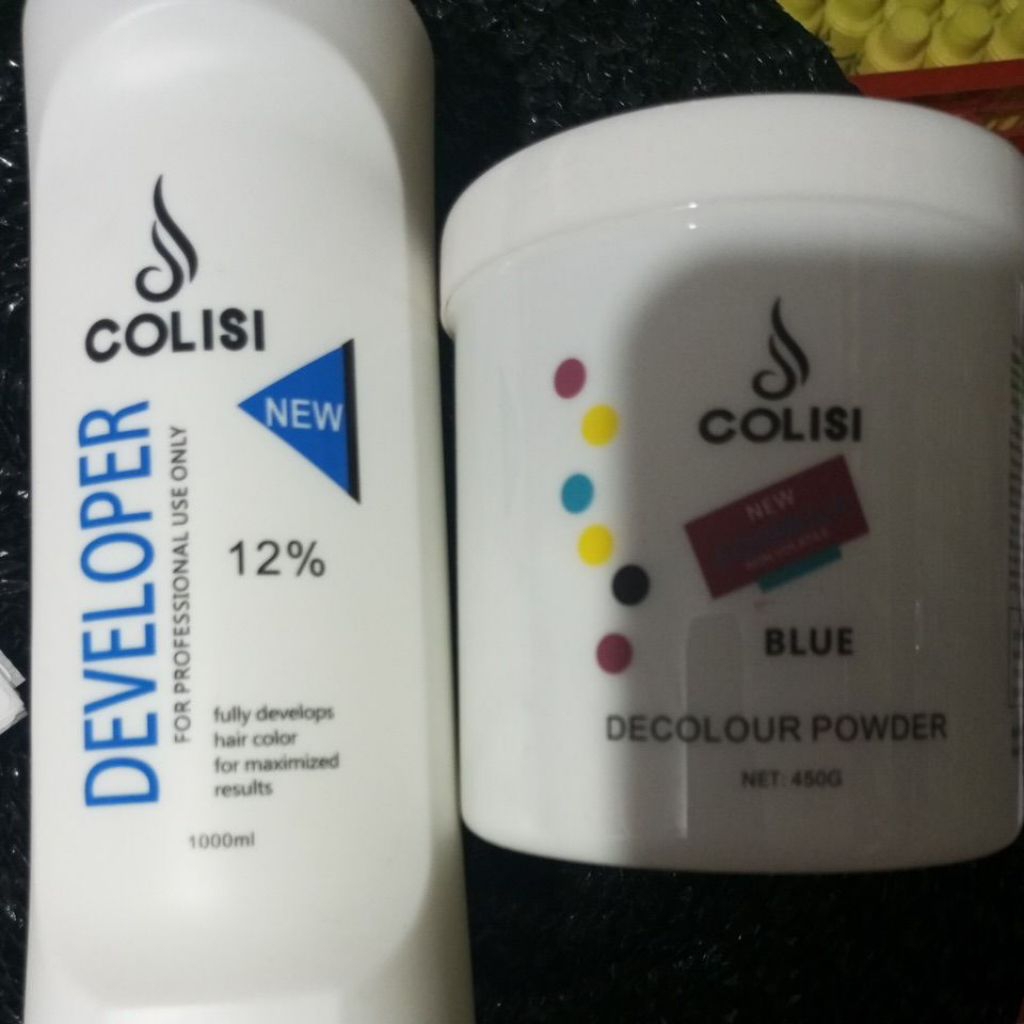 COLISI
NEW
DEVELOPER
FOR PROFESSIONAL USE ONLY
12%
fully develops
hair color
for maximized
results
1000ml
COLISI
NEW
BLUE
DECOLOUR POWDER
NET: 450G